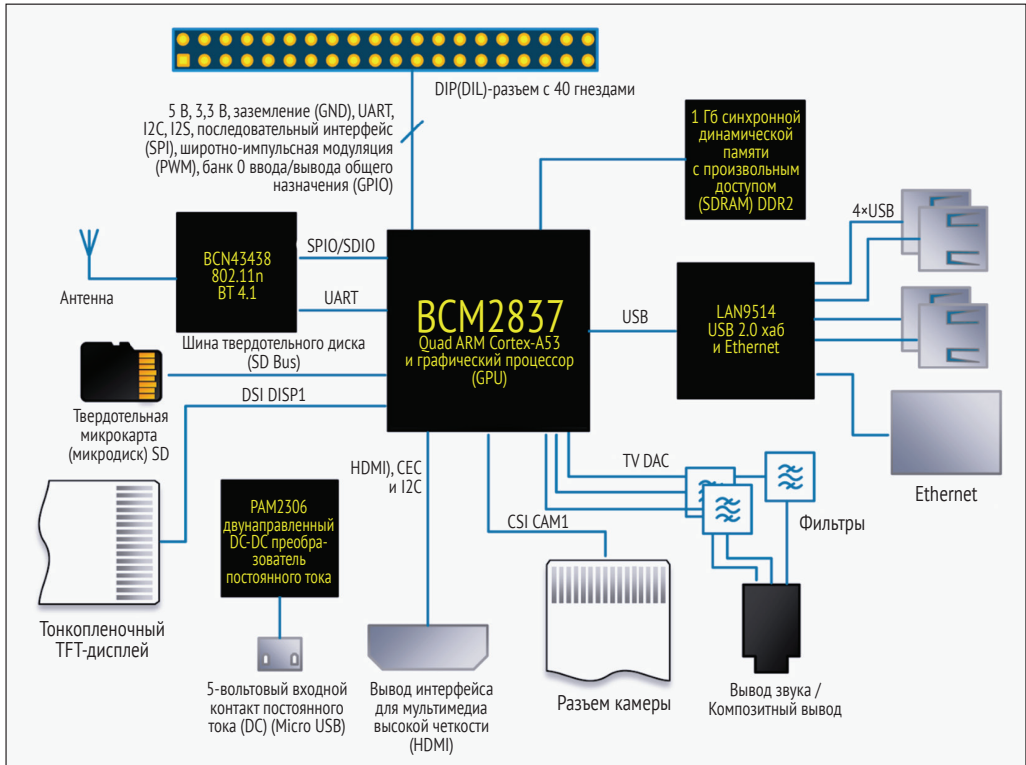 DIP(DIL)-разъем с 40 гнездами
5 В, 3,3 В, заземление (GND), UART,
I2C, I2S, последовательный интерфейс
(SPI), широтно-импульсная модуляция
(PWM), банк 0 ввода/вывода общего
назначения (GPIO)
1 Гб синхронной
динамической
памяти
с произвольным
доступом
(SDRAM) DDR2
4×USB
BCN43438
802.11n
BT 4.1
SPIO/SDIO
UART
Антенна
BCM2837
Quad ARM Cortex-A53
и графический процессор
(GPU)
USB
LAN9514
USB 2.0 хаб
и Ethernet
Шина твердотельного диска
(SD Bus)
DSI DISP1
Твердотельная
микрокарта
(микродиск) SD
HDMI), CEC
и I2C
TV DAC
Ethernet
Фильтры
CSI CAM1
PAM2306
двунаправленный
DC-DC преобра-
зователь
постоянного тока
Тонкопленочный
TFT-дисплей
5-вольтовый входной
контакт постоянного
тока (DC) (Micro USB)
Вывод интерфейса
для мультимедиа
высокой четкости
(HDMI)
Разъем камеры
Вывод звука /
Композитный вывод